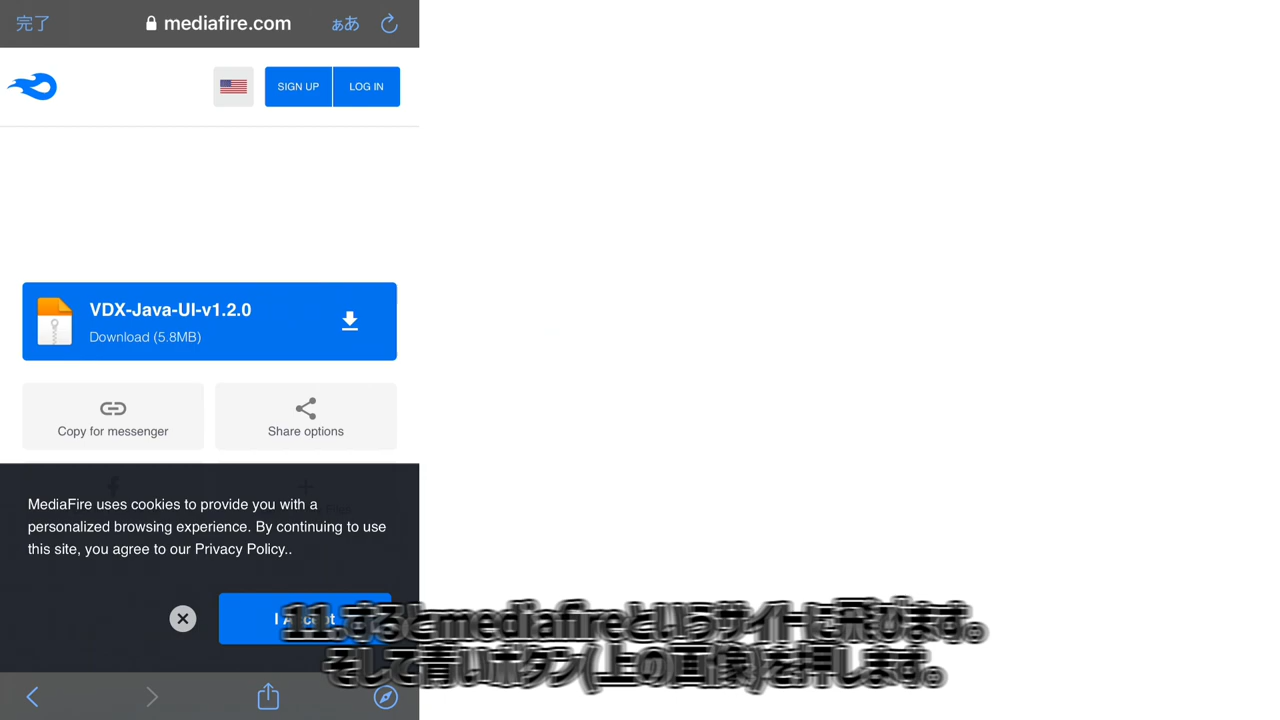 完了
mediafire.com
ぁあ
SIGN UP
LOG IN
VDX-Java-UI-v1.2.0
Download (5.8MB)
Copy for messenger
Share options
MediaFire uses cookies to provide you with a
personalized browsing experience. By continuing to use
this site, you agree to our Privacy Policy..
I Accept
11.するとmediafireというサイトに飛びます。
そして青いボタン(上の画像)を押します。